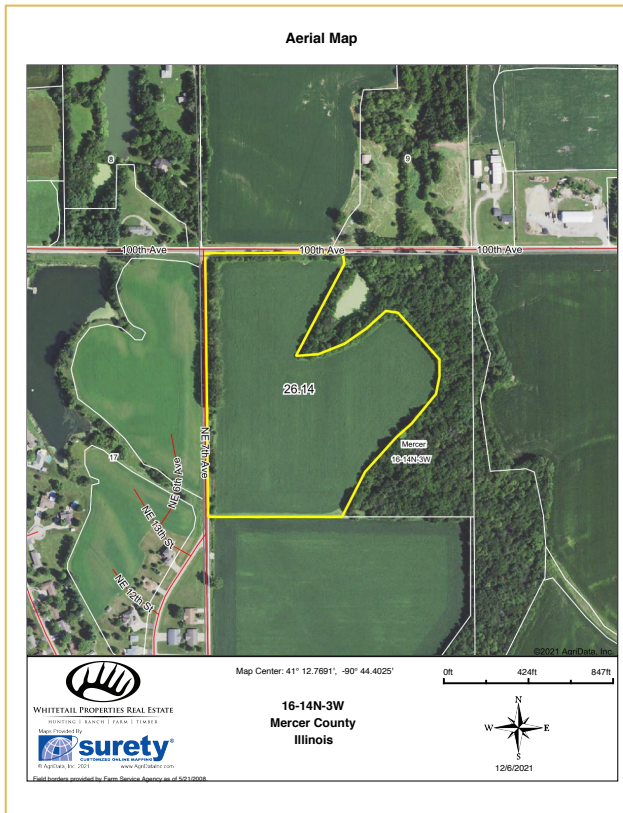 Aerial Map
8
9
100th Ave
100th Ave
100th Ave
26.14
NE 7th Ave
Mercer
16-14N-3W
17
NE 6th Ave
NE 13th St
NE 12th St
©2021 AgriData, Inc.
WHITETAIL PROPERTIES REAL ESTATE
HUNTING | RANCH | FARM | TIMBER
Maps Provided By:
surety®
CUSTOMIZED ONLINE MAPPING
© AgriData, Inc. 2021 www.AgriDataInc.com
Field borders provided by Farm Service Agency as of 5/21/2008.
Map Center: 41° 12.7691', -90° 44.4025'
16-14N-3W
Mercer County
Illinois
0ft 424ft 847ft
N
W E
S
12/6/2021